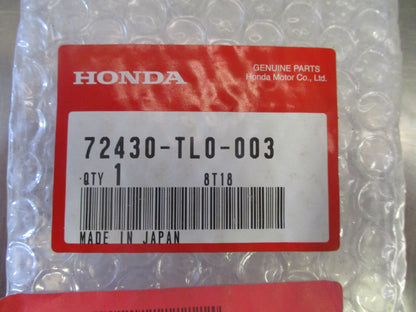 HONDA
GENUINE PARTS
Honda Motor Co., Ltd.
72430-TL0-003
QTY 1 8T18
MADE IN JAPAN